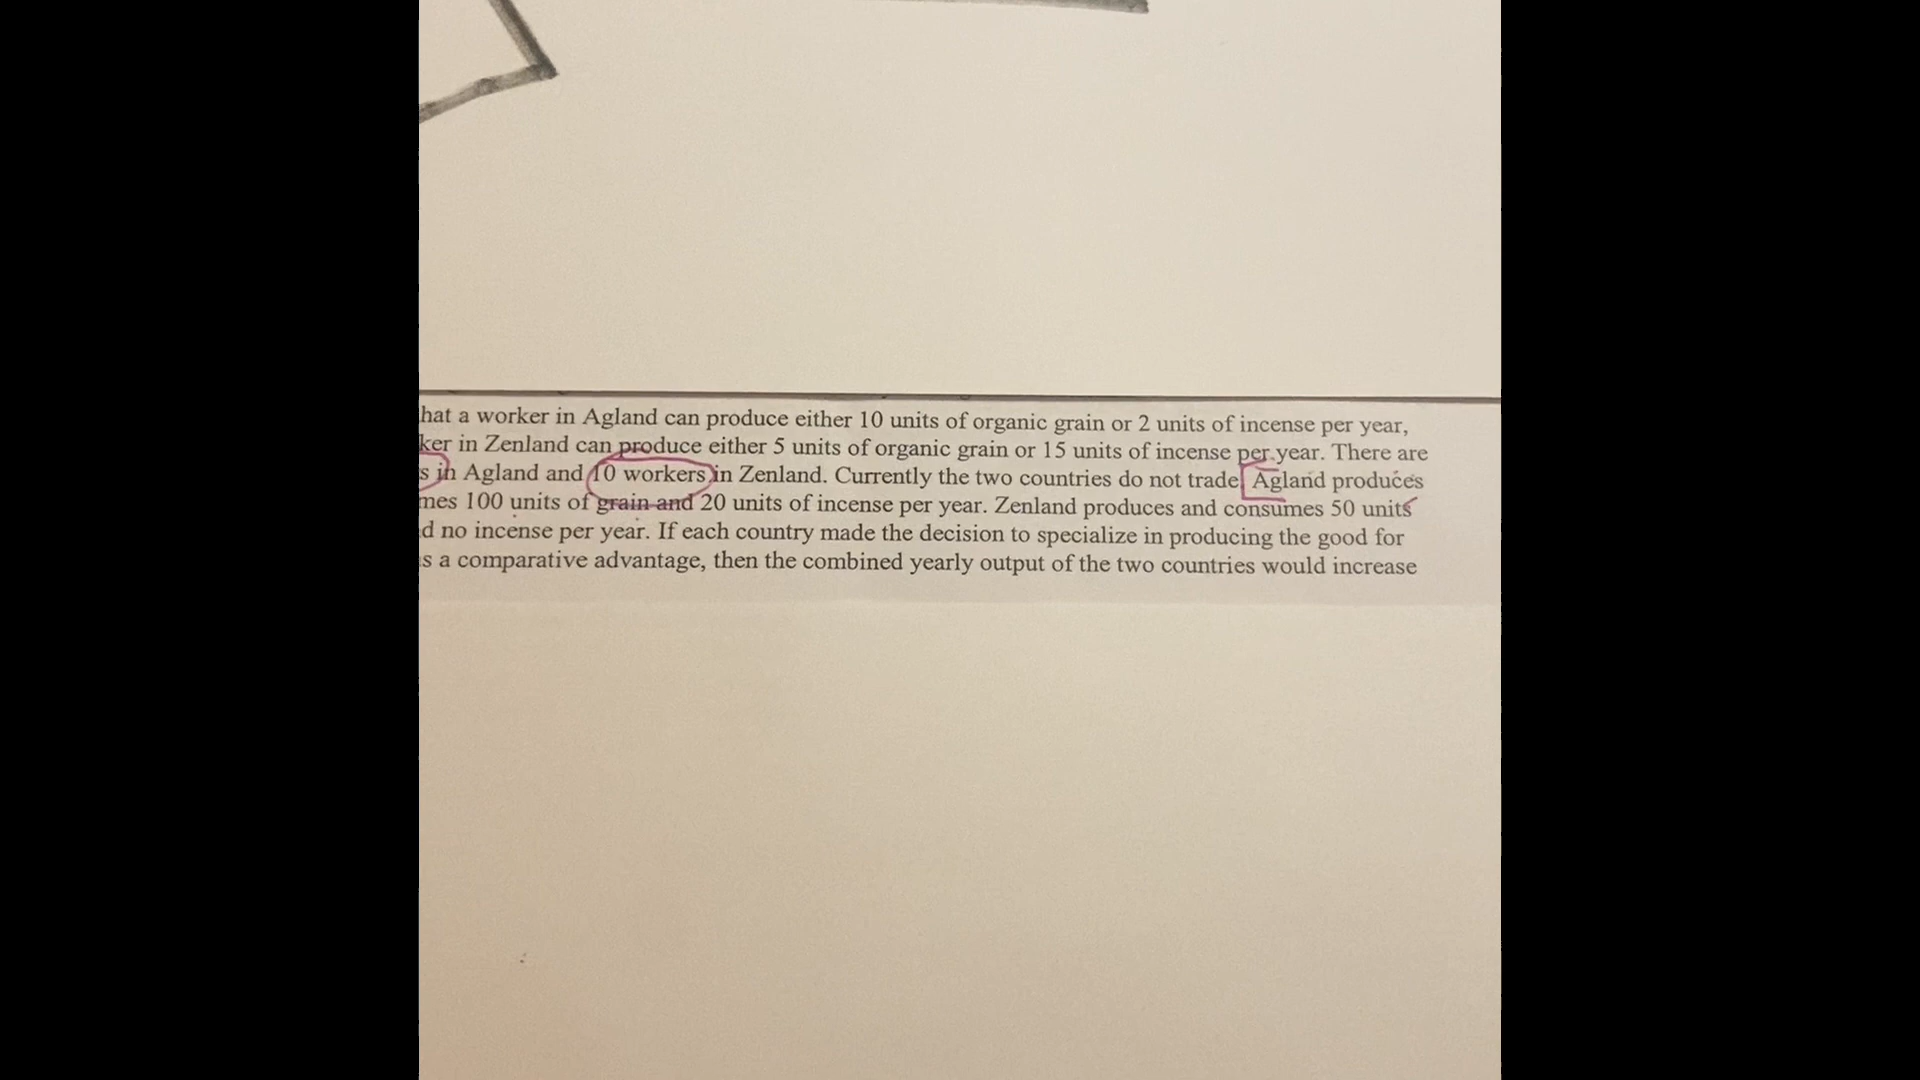 hat a worker in Agland can produce either 10 units of organic grain or 2 units of incense per year,
ker in Zenland can produce either 5 units of organic grain or 15 units of incense per year. There are
s in Agland and 10 workers in Zenland. Currently the two countries do not trade. Agland produces
mes 100 units of grain and 20 units of incense per year. Zenland produces and consumes 50 units
d no incense per year. If each country made the decision to specialize in producing the good for
s a comparative advantage, then the combined yearly output of the two countries would increase